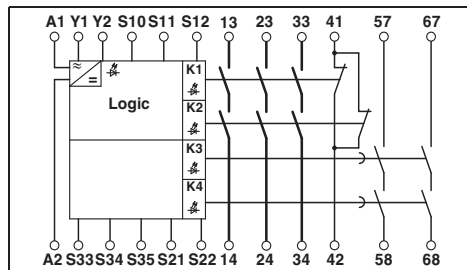 A1 Y1 Y2 S10 S11 S12 13 23 33 41 57 67
≂
=
K1
Logic
K2
K3
K4
A2 S33 S34 S35 S21 S22 14 24 34 42 58 68